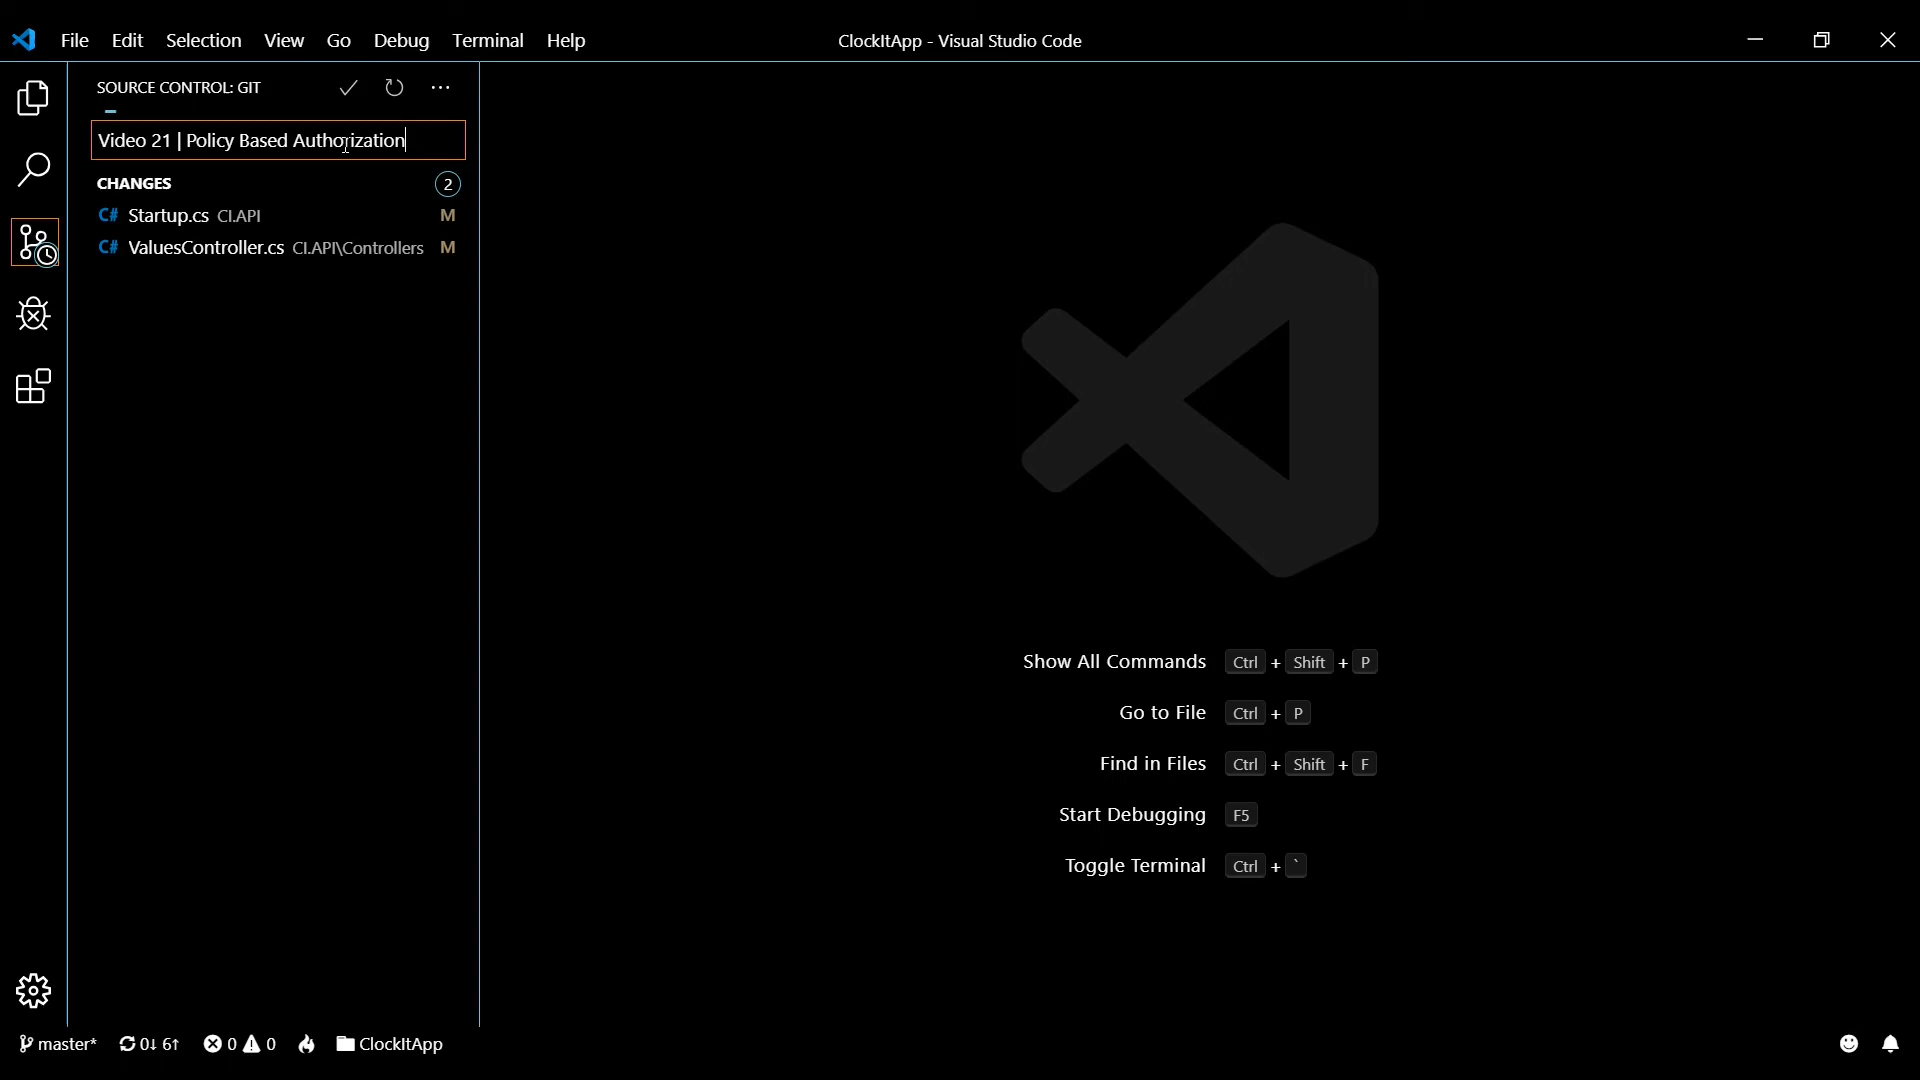 File Edit Selection View Go Debug Terminal Help
ClockItApp - Visual Studio Code
SOURCE CONTROL: GIT
Video 21 | Policy Based Authorization
CHANGES 2
C# Startup.cs CI.API M
C# ValuesController.cs CI.API\Controllers M
Show All Commands Ctrl + Shift + P
Go to File Ctrl + P
Find in Files Ctrl + Shift + F
Start Debugging F5
Toggle Terminal Ctrl + `
master* 0↓ 6↑ 0 0 ClockItApp